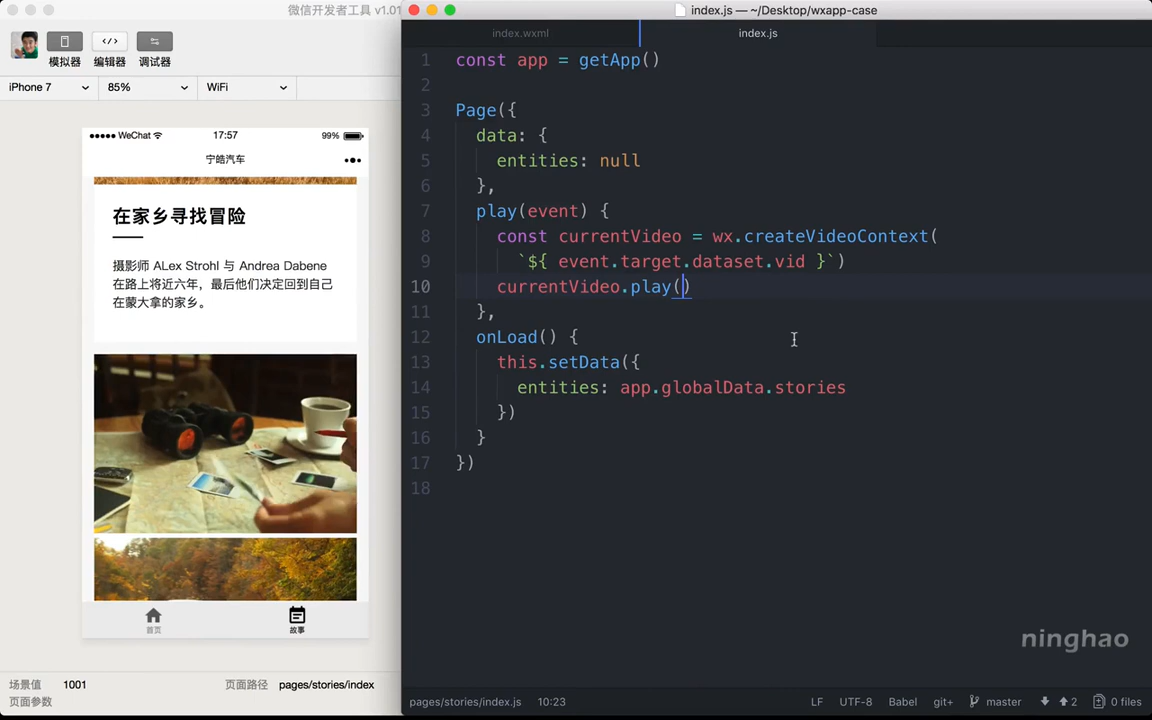 微信开发者工具 v1.01
index.js — ~/Desktop/wxapp-case
模拟器
编辑器
调试器
iPhone 7
85%
WiFi
WeChat
17:57
99%
宁皓汽车
在家乡寻找冒险
摄影师 ALex Strohl 与 Andrea Dabene
在路上将近六年，最后他们决定回到自己
在蒙大拿的家乡。
首页
故事
场景值
1001
页面路径
pages/stories/index
页面参数
index.wxml
index.js
1 const app = getApp()
2
3 Page({
4 data: {
5 entities: null
6 },
7 play(event) {
8 const currentVideo = wx.createVideoContext(
9 `${ event.target.dataset.vid }`)
10 currentVideo.play()
11 },
12 onLoad() {
13 this.setData({
14 entities: app.globalData.stories
15 })
16 }
17 })
18
ninghao
pages/stories/index.js
10:23
LF
UTF-8
Babel
git+
master
2
0 files